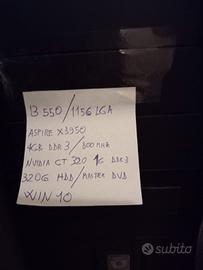 B 550/1156 LGA
ASPIRE X3950
4GB DDR3/800 MHZ
NVIDIA GT 320 1G DDR3
320G HDD/MASTER DVD
WIN 10
subito